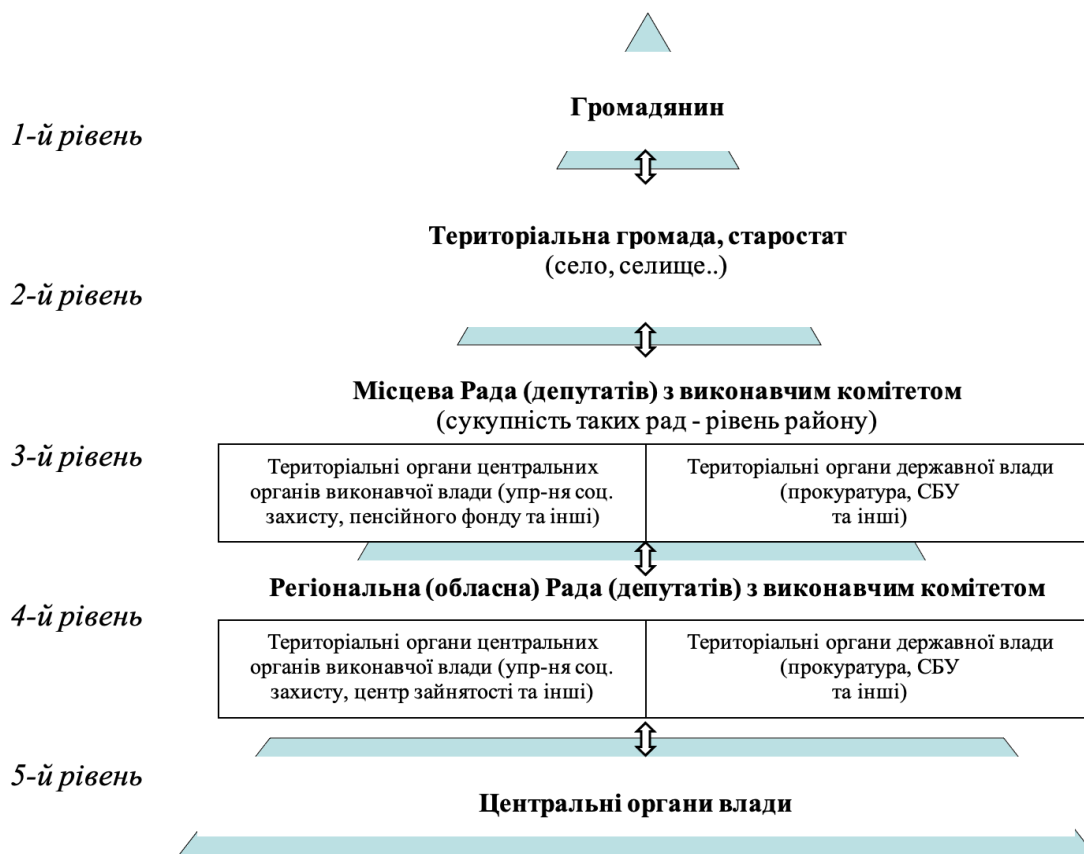 Громадянин
1-й рівень
Територіальна громада, старостат
(село, селище..)
2-й рівень
Місцева Рада (депутатів) з виконавчим комітетом
(сукупність таких рад - рівень району)
3-й рівень
Територіальні органи центральних
органів виконавчої влади (упр-ня соц.
захисту, пенсійного фонду та інші)
Територіальні органи державної влади
(прокуратура, СБУ
та інші)
Регіональна (обласна) Рада (депутатів) з виконавчим комітетом
4-й рівень
Територіальні органи центральних
органів виконавчої влади (упр-ня соц.
захисту, центр зайнятості та інші)
Територіальні органи державної влади
(прокуратура, СБУ
та інші)
5-й рівень
Центральні органи влади